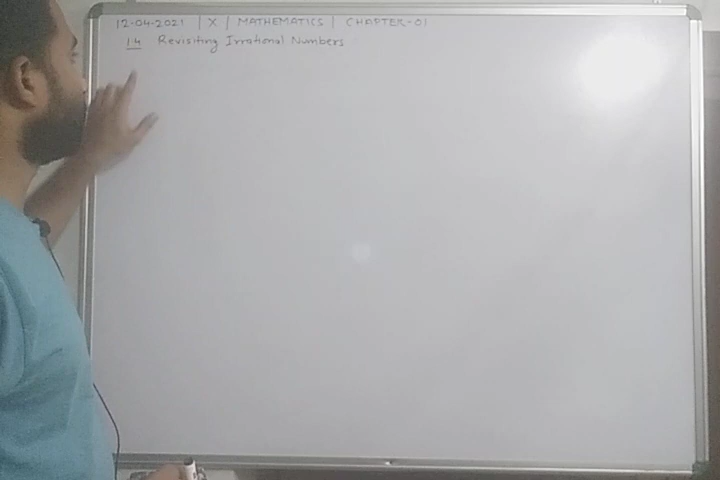 12-04-2021 | X | MATHEMATICS | CHAPTER-01
1.4 Revisiting Irrational Numbers